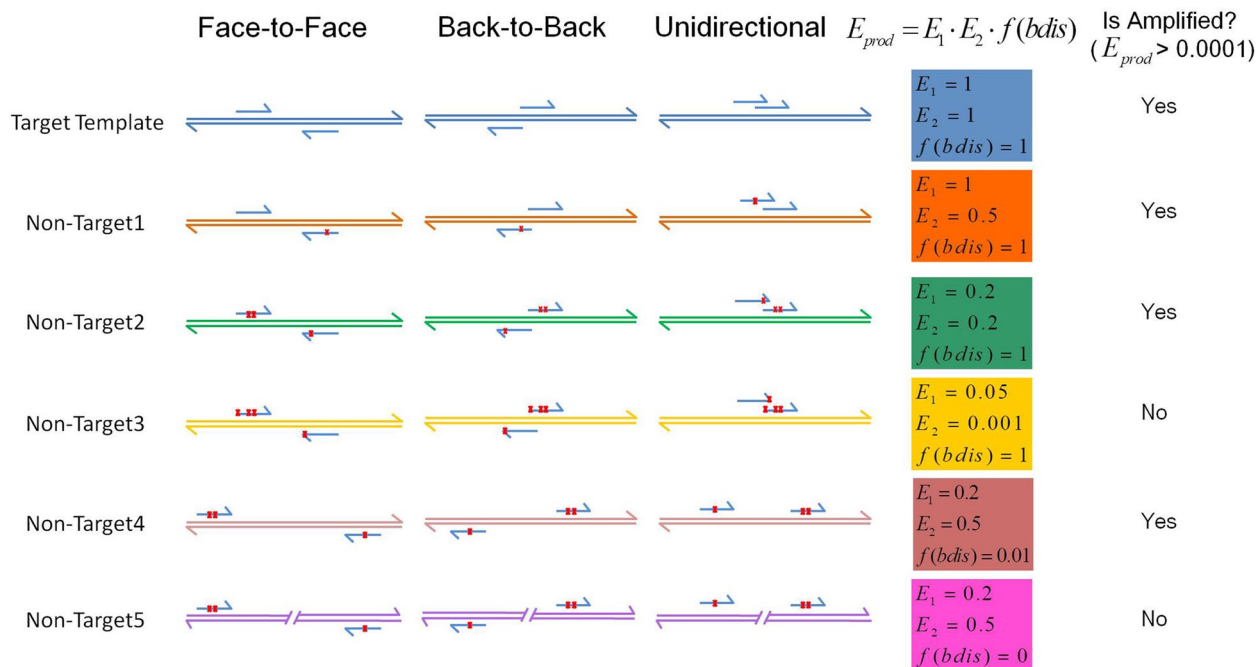 Face-to-Face Back-to-Back Unidirectional E_prod = E_1 · E_2 · f(bdis) Is Amplified?
(E_prod > 0.0001)
Target Template
E_1 = 1
E_2 = 1
f(bdis) = 1
Yes
Non-Target1
E_1 = 1
E_2 = 0.5
f(bdis) = 1
Yes
Non-Target2
E_1 = 0.2
E_2 = 0.2
f(bdis) = 1
Yes
Non-Target3
E_1 = 0.05
E_2 = 0.001
f(bdis) = 1
No
Non-Target4
E_1 = 0.2
E_2 = 0.5
f(bdis) = 0.01
Yes
Non-Target5
E_1 = 0.2
E_2 = 0.5
f(bdis) = 0
No